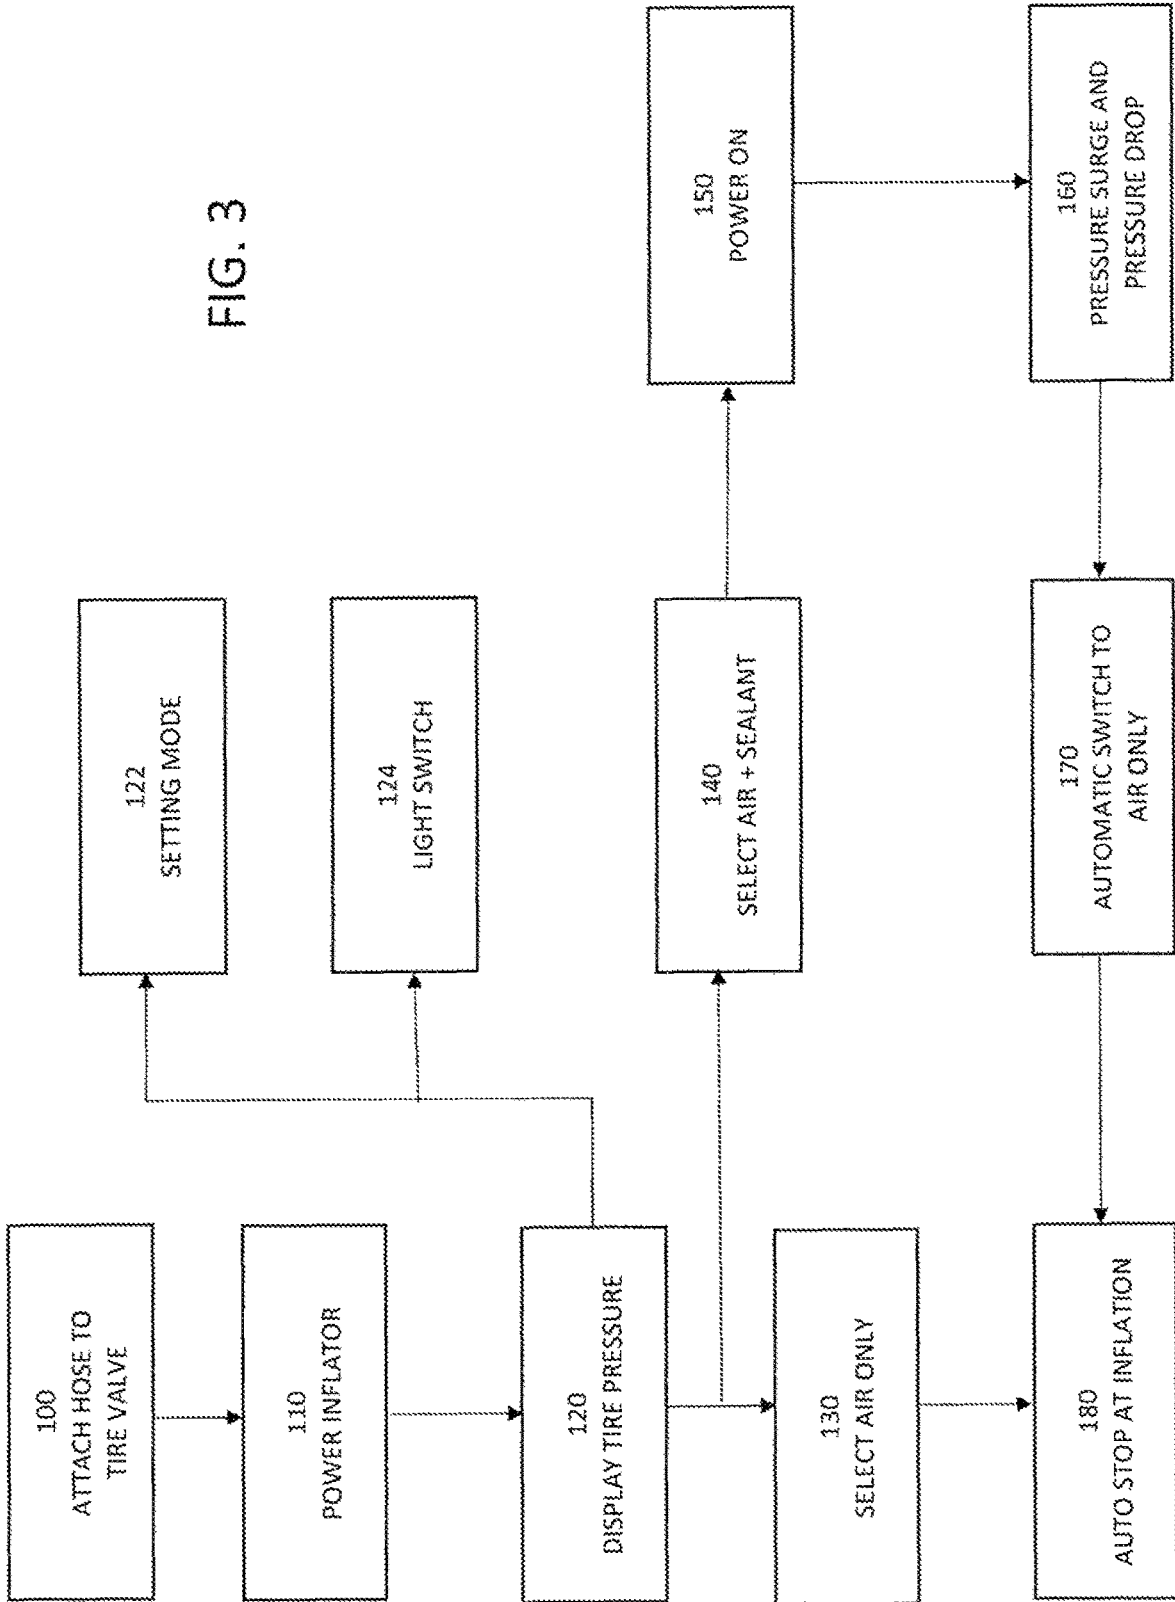 FIG. 3
100
ATTACH HOSE TO
TIRE VALVE
110
POWER INFLATOR
120
DISPLAY TIRE PRESSURE
122
SETTING MODE
124
LIGHT SWITCH
130
SELECT AIR ONLY
140
SELECT AIR + SEALANT
150
POWER ON
160
PRESSURE SURGE AND
PRESSURE DROP
170
AUTOMATIC SWITCH TO
AIR ONLY
180
AUTO STOP AT INFLATION